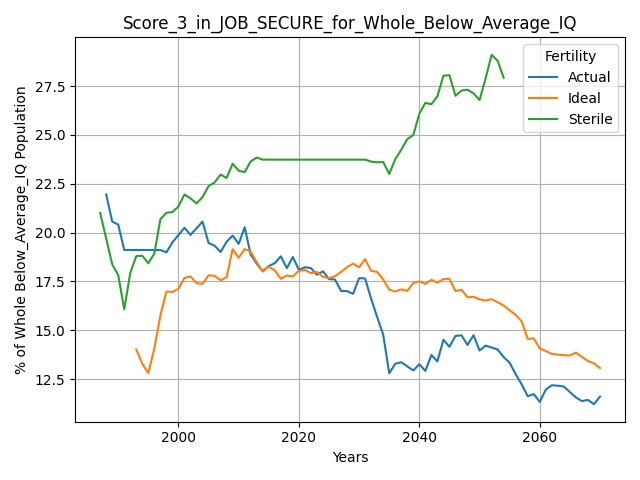 Score_3_in_JOB_SECURE_for_Whole_Below_Average_IQ
% of Whole Below_Average_IQ Population
27.5
25.0
22.5
20.0
17.5
15.0
12.5
Fertility
Actual
Ideal
Sterile
2000 2020 2040 2060
Years